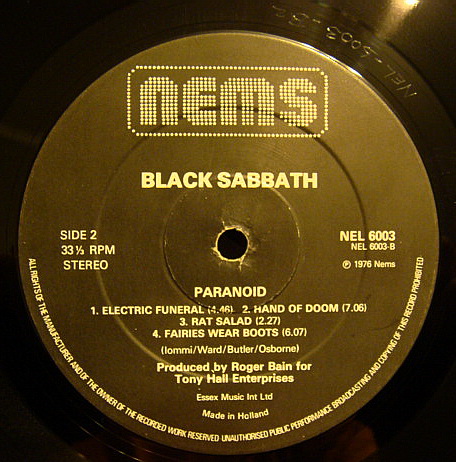 NEL-6003-B2
nems
BLACK SABBATH
SIDE 2
33⅓ RPM
STEREO
NEL 6003
NEL 6003-B
℗ 1976 Nems
PARANOID
1. ELECTRIC FUNERAL (4.46) 2. HAND OF DOOM (7.06)
3. RAT SALAD (2.27)
4. FAIRIES WEAR BOOTS (6.07)
(Iommi/Ward/Butler/Osborne)
Produced by Roger Bain for
Tony Hall Enterprises
Essex Music Int Ltd
Made in Holland
ALL RIGHTS OF THE MANUFACTURER AND OF THE OWNER OF THE RECORDED WORK RESERVED UNAUTHORISED PUBLIC PERFORMANCE BROADCASTING AND COPYING OF THIS RECORD PROHIBITED